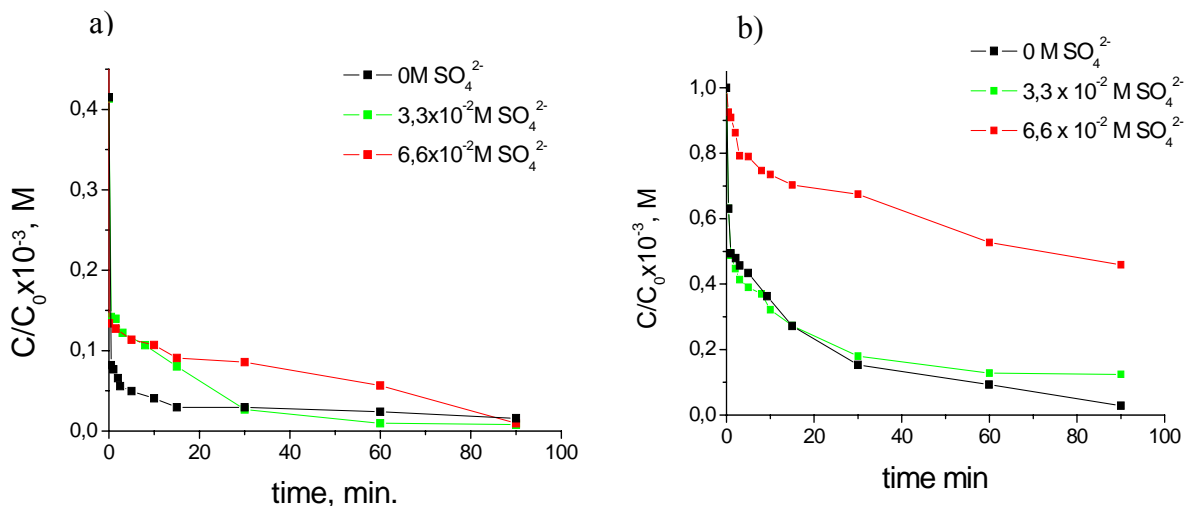 a)
0M SO₄²⁻
3,3x10⁻²M SO₄²⁻
6,6x10⁻²M SO₄²⁻
0,4
0,3
0,2
0,1
0,0
C/C₀x10⁻³, M
0 20 40 60 80 100
time, min.
b)
0 M SO₄²⁻
3,3 x 10⁻² M SO₄²⁻
6,6 x 10⁻² M SO₄²⁻
1,0
0,8
0,6
0,4
0,2
0,0
C/C₀x10⁻³, M
0 20 40 60 80 100
time min